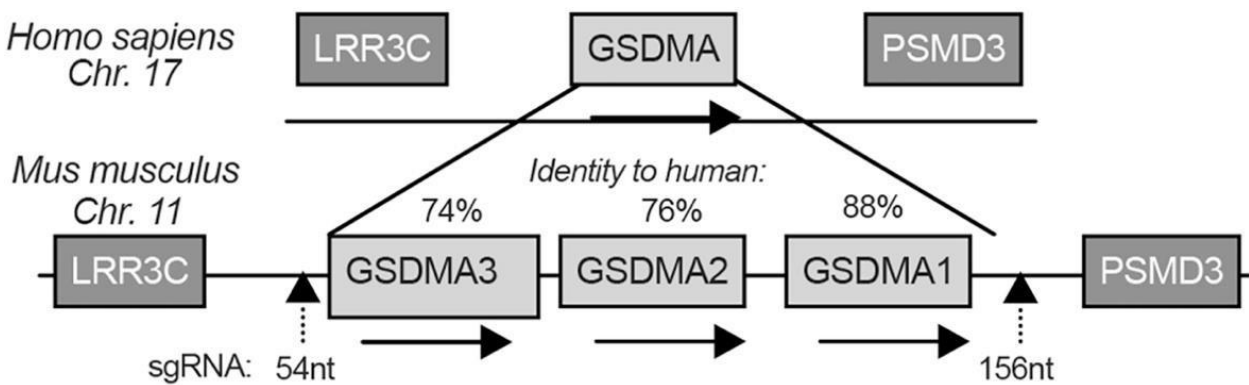 Homo sapiens
Chr. 17
LRR3C GSDMA PSMD3
Mus musculus
Chr. 11
Identity to human:
74% 76% 88%
LRR3C GSDMA3 GSDMA2 GSDMA1 PSMD3
sgRNA: 54nt 156nt